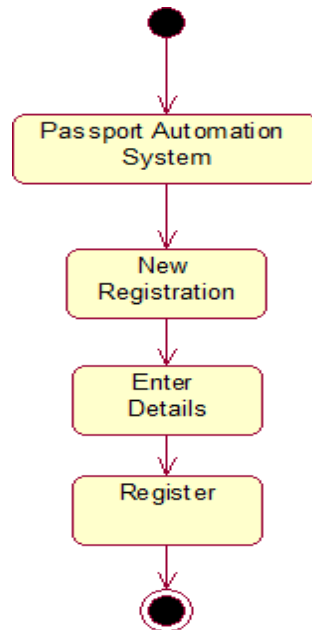 Passport Automation
System
New
Registration
Enter
Details
Register